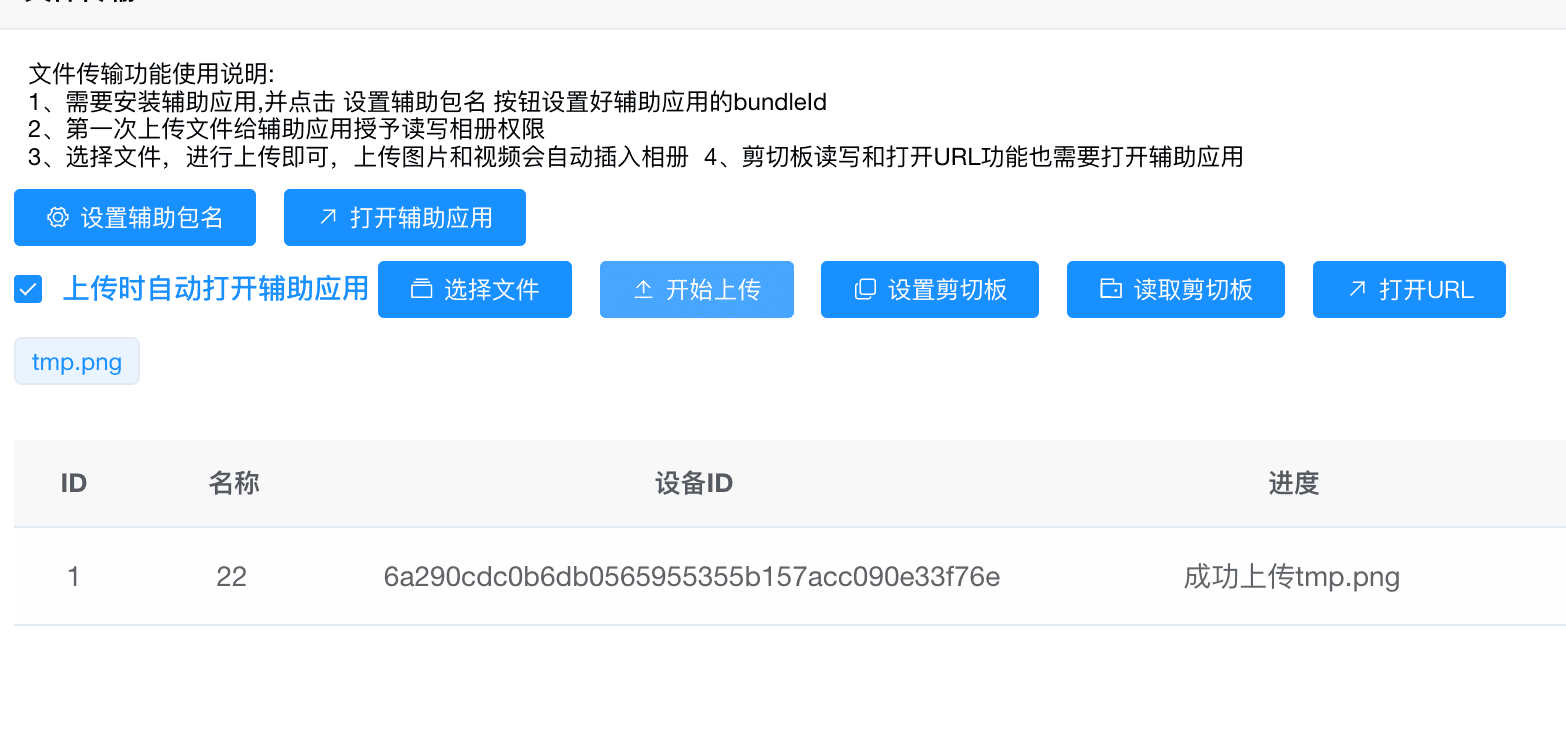 文件传输功能使用说明:
1、需要安装辅助应用,并点击 设置辅助包名 按钮设置好辅助应用的bundleId
2、第一次上传文件给辅助应用授予读写相册权限
3、选择文件，进行上传即可，上传图片和视频会自动插入相册 4、剪切板读写和打开URL功能也需要打开辅助应用
设置辅助包名 打开辅助应用
上传时自动打开辅助应用 选择文件 开始上传 设置剪切板 读取剪切板 打开URL
tmp.png
ID 名称 设备ID 进度
1 22 6a290cdc0b6db0565955355b157acc090e33f76e 成功上传tmp.png